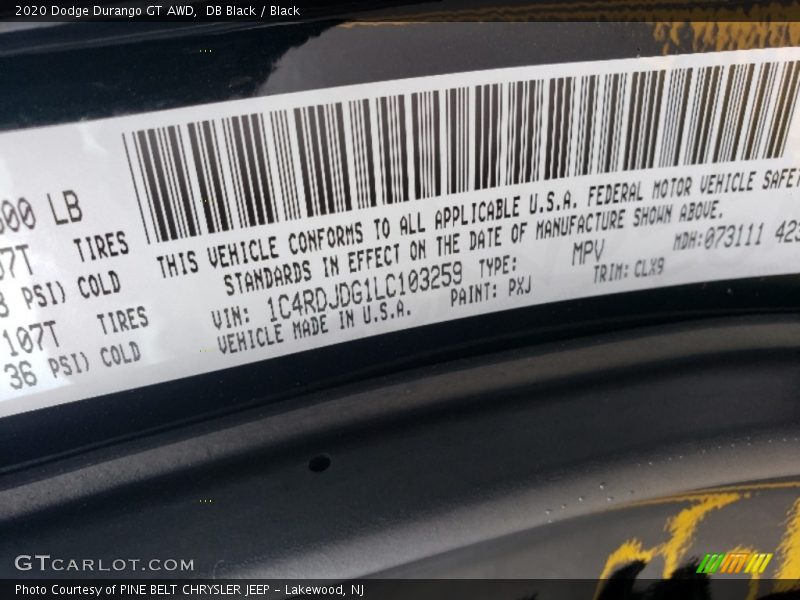 2020 Dodge Durango GT AWD, DB Black / Black
LB
TIRES
PSI) COLD
107T TIRES
36 PSI) COLD
THIS VEHICLE CONFORMS TO ALL APPLICABLE U.S.A. FEDERAL MOTOR VEHICLE SAFET
STANDARDS IN EFFECT ON THE DATE OF MANUFACTURE SHOWN ABOVE.
VIN: 1C4RDJDG1LC103259 TYPE: MPV MDH:073111 423
VEHICLE MADE IN U.S.A. PAINT: PXJ TRIM: CLX9
GTCARLOT.COM
Photo Courtesy of PINE BELT CHRYSLER JEEP - Lakewood, NJ